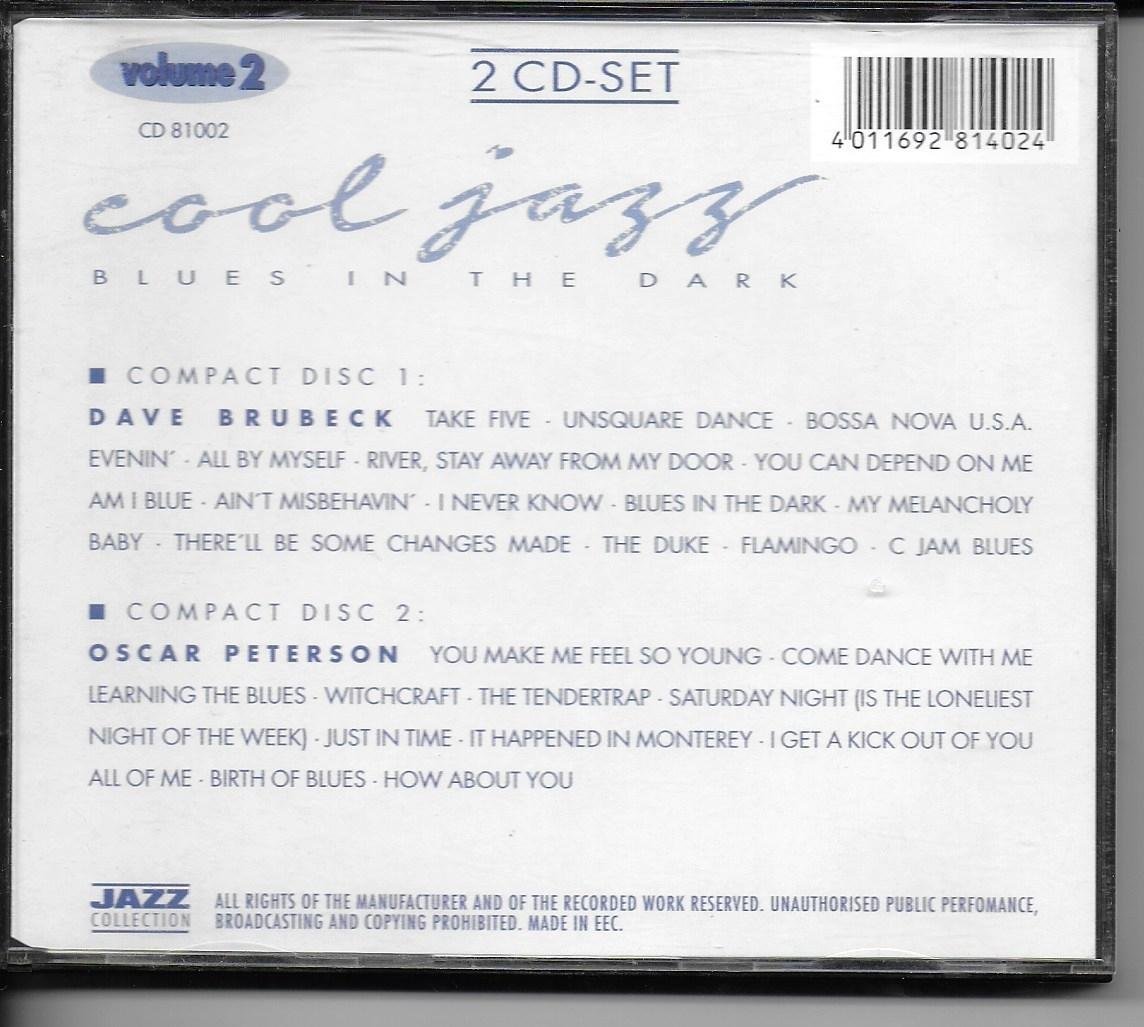 volume 2
2 CD-SET
CD 81002
4 011692 814024
cool jazz
BLUES IN THE DARK
■ COMPACT DISC 1:
DAVE BRUBECK TAKE FIVE · UNSQUARE DANCE · BOSSA NOVA U.S.A.
EVENIN´ · ALL BY MYSELF · RIVER, STAY AWAY FROM MY DOOR · YOU CAN DEPEND ON ME
AM I BLUE · AIN´T MISBEHAVIN´ · I NEVER KNOW · BLUES IN THE DARK · MY MELANCHOLY
BABY · THERE´LL BE SOME CHANGES MADE · THE DUKE · FLAMINGO · C JAM BLUES
■ COMPACT DISC 2:
OSCAR PETERSON YOU MAKE ME FEEL SO YOUNG · COME DANCE WITH ME
LEARNING THE BLUES · WITCHCRAFT · THE TENDERTRAP · SATURDAY NIGHT (IS THE LONELIEST
NIGHT OF THE WEEK) · JUST IN TIME · IT HAPPENED IN MONTEREY · I GET A KICK OUT OF YOU
ALL OF ME · BIRTH OF BLUES · HOW ABOUT YOU
JAZZ
COLLECTION
ALL RIGHTS OF THE MANUFACTURER AND OF THE RECORDED WORK RESERVED. UNAUTHORISED PUBLIC PERFOMANCE,
BROADCASTING AND COPYING PROHIBITED. MADE IN EEC.